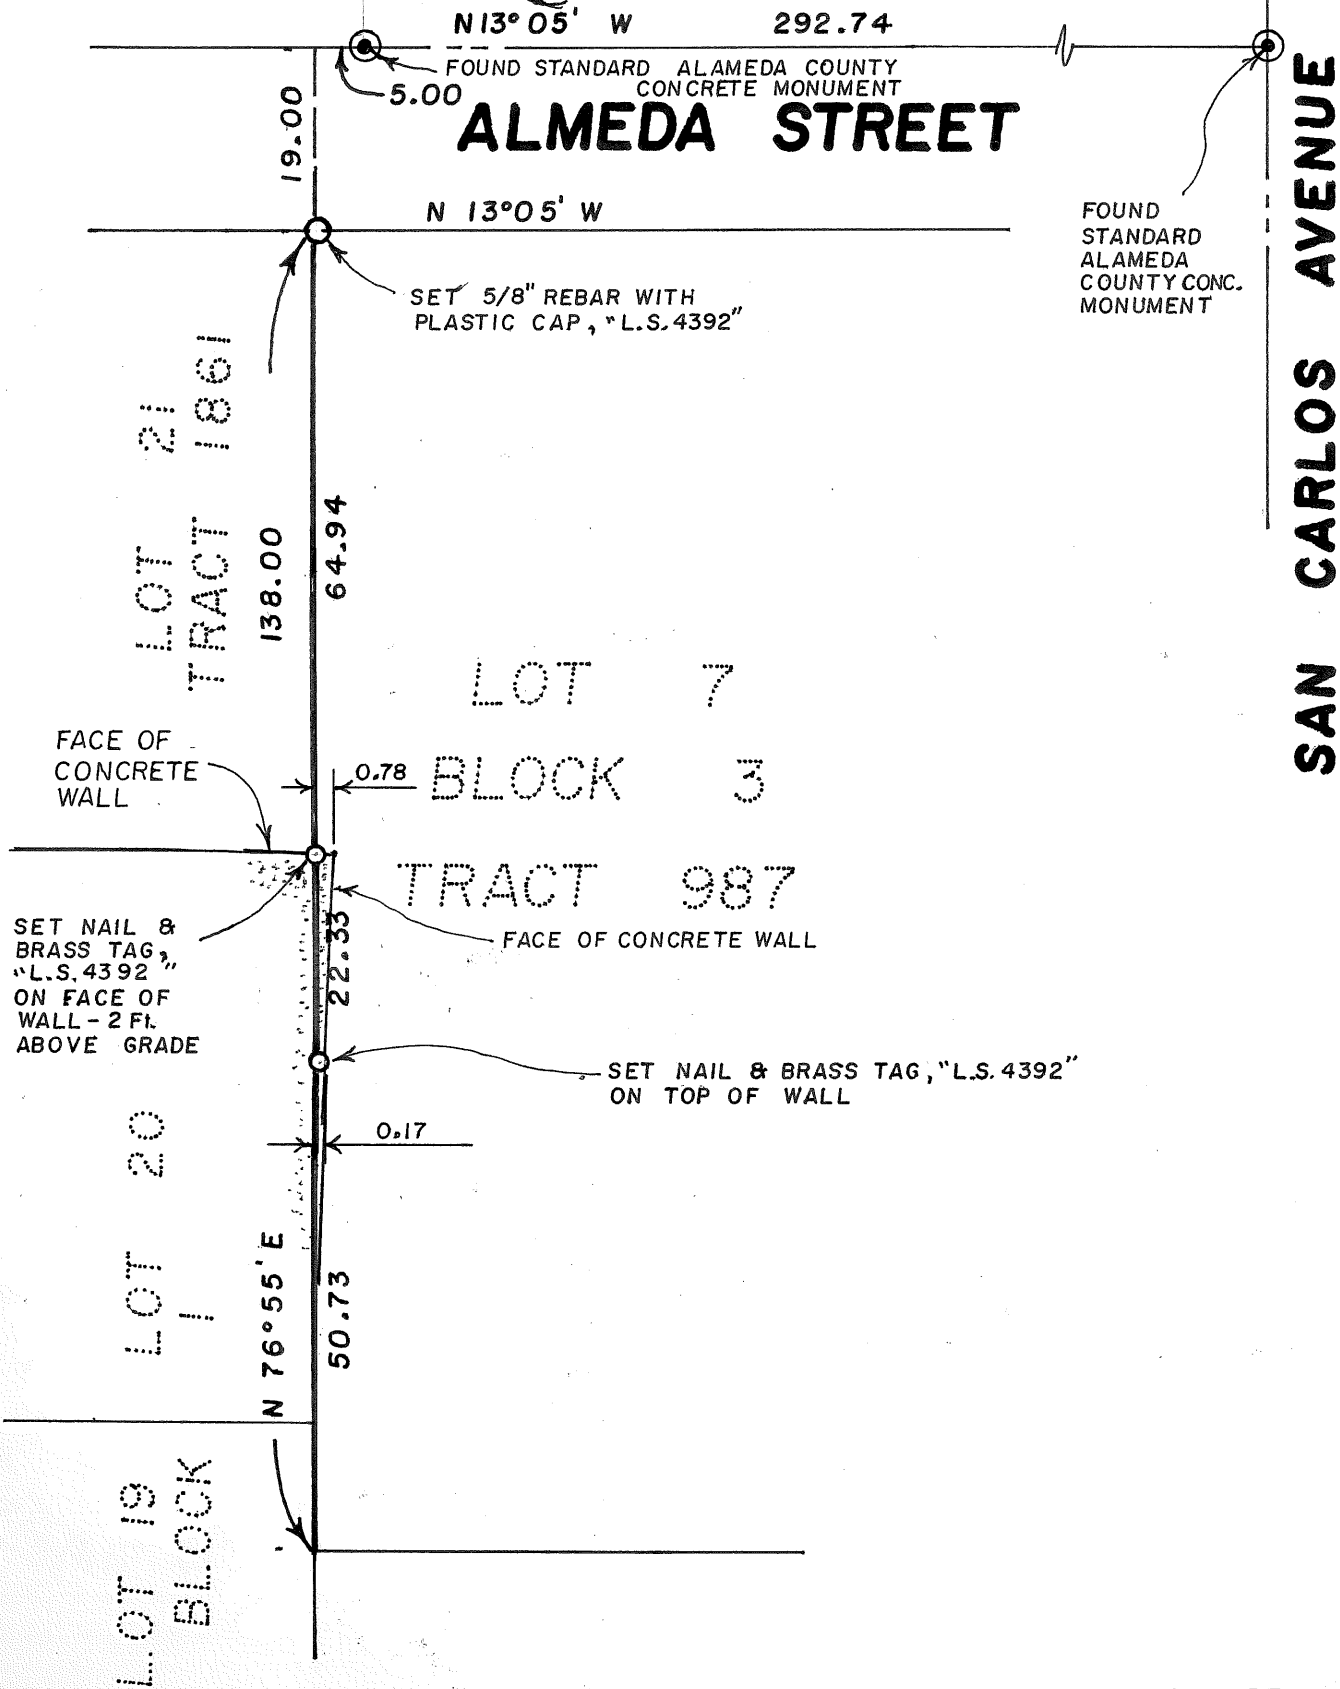 N 13° 05' W 292.74
FOUND STANDARD ALAMEDA COUNTY
CONCRETE MONUMENT
5.00
19.00
ALMEDA STREET
SAN CARLOS AVENUE
N 13°05' W
FOUND
STANDARD
ALAMEDA
COUNTY CONC.
MONUMENT
SET 5/8" REBAR WITH
PLASTIC CAP, "L.S. 4392"
LOT 21
TRACT 1861
138.00
64.94
LOT 7
BLOCK 3
TRACT 987
FACE OF
CONCRETE
WALL
0.78
SET NAIL &
BRASS TAG,
"L.S. 4392"
ON FACE OF
WALL - 2 Ft.
ABOVE GRADE
22.33
FACE OF CONCRETE WALL
SET NAIL & BRASS TAG, "L.S. 4392"
ON TOP OF WALL
0.17
LOT 20
N 76°55' E
50.73
LOT 19
BLOCK 1